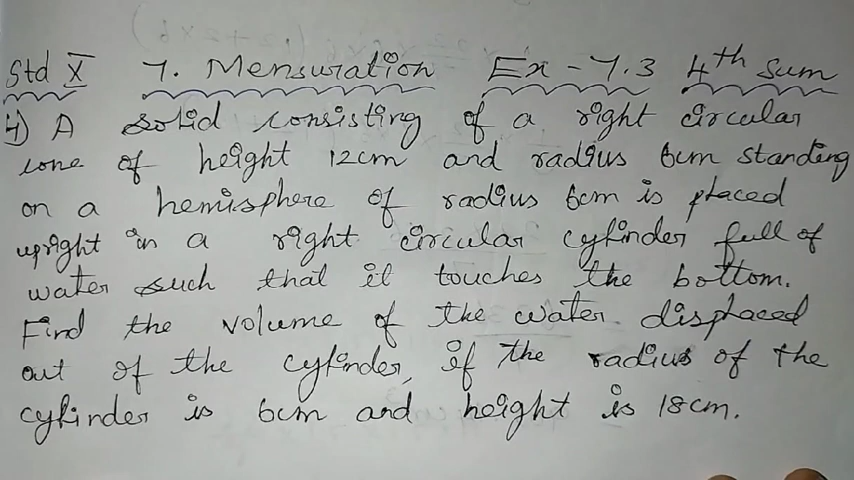 Std X 7. Mensuration Ex - 7.3 4th Sum
4) A solid consisting of a right circular
cone of height 12cm and radius 6cm standing
on a hemisphere of radius 6cm is placed
upright in a right circular cylinder full of
water such that it touches the bottom.
Find the volume of the water displaced
out of the cylinder, if the radius of the
cylinder is 6cm and height is 18cm.